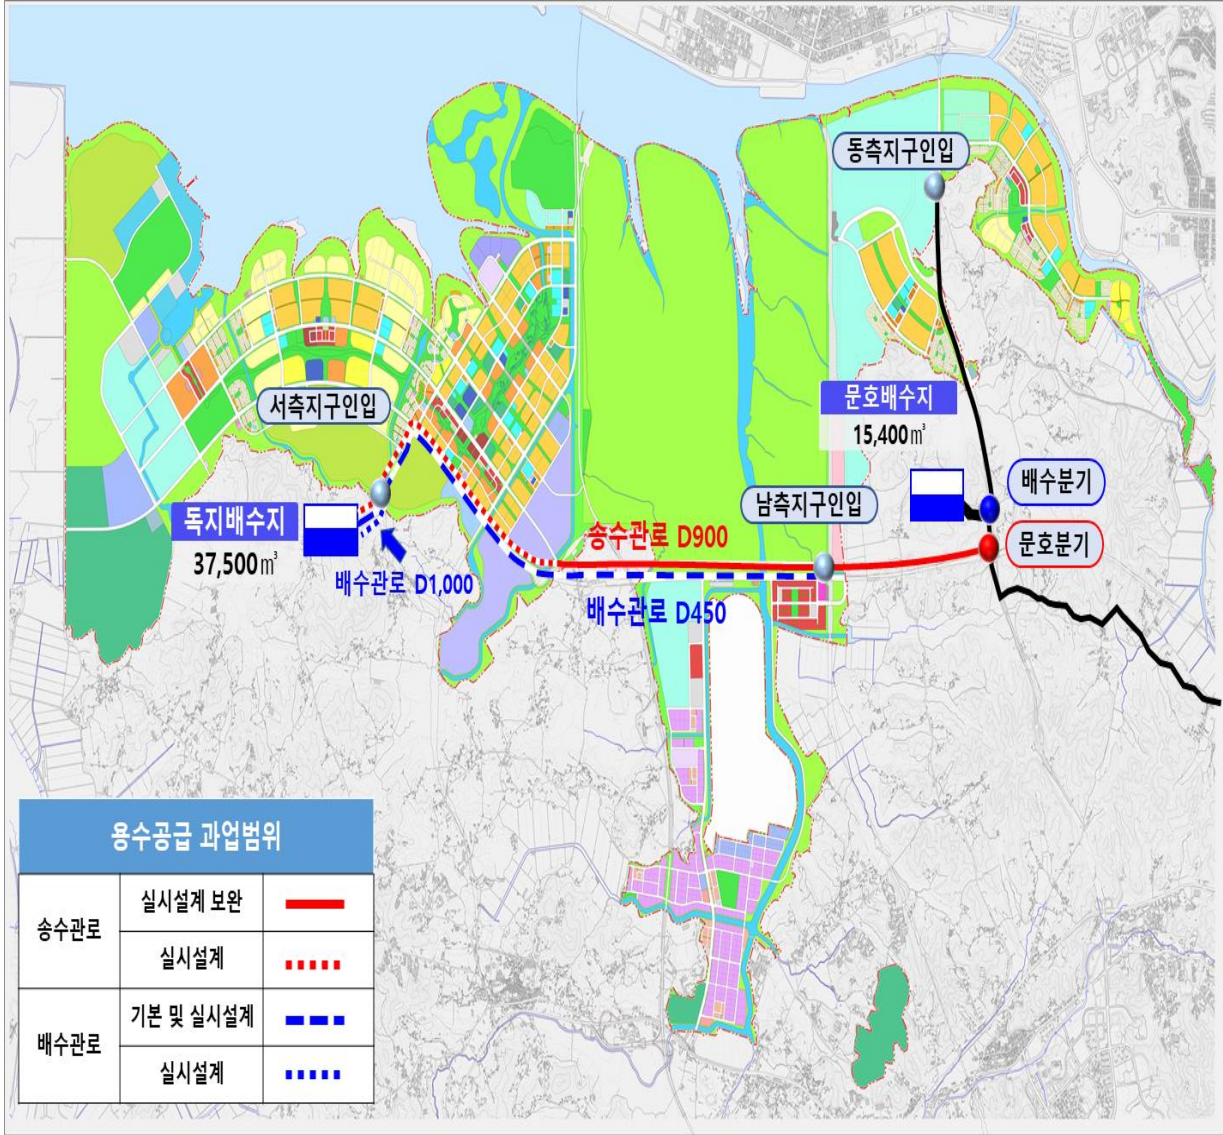 동측지구인입
문호배수지
15,400㎥
서측지구인입
배수분기
남측지구인입
독지배수지
37,500㎥
송수관로 D900
문호분기
배수관로 D1,000
배수관로 D450
용수공급 과업범위
송수관로
실시설계 보완
실시설계
배수관로
기본 및 실시설계
실시설계